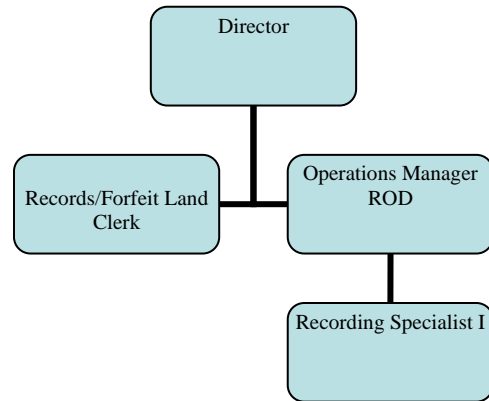 Director
Records/Forfeit Land
Clerk
Operations Manager
ROD
Recording Specialist I